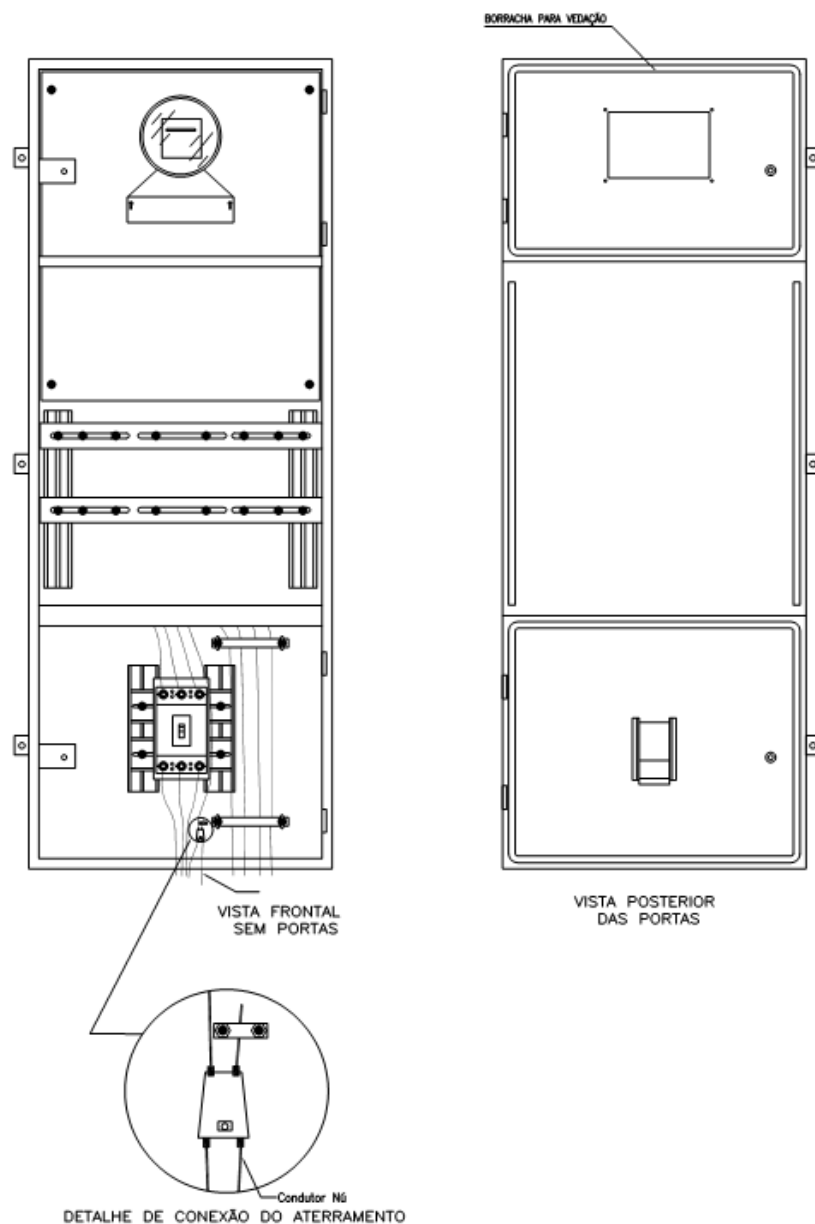 BORRACHA PARA VEDAÇÃO
VISTA FRONTAL
SEM PORTAS
VISTA POSTERIOR
DAS PORTAS
Condutor Nú
DETALHE DE CONEXÃO DO ATERRAMENTO